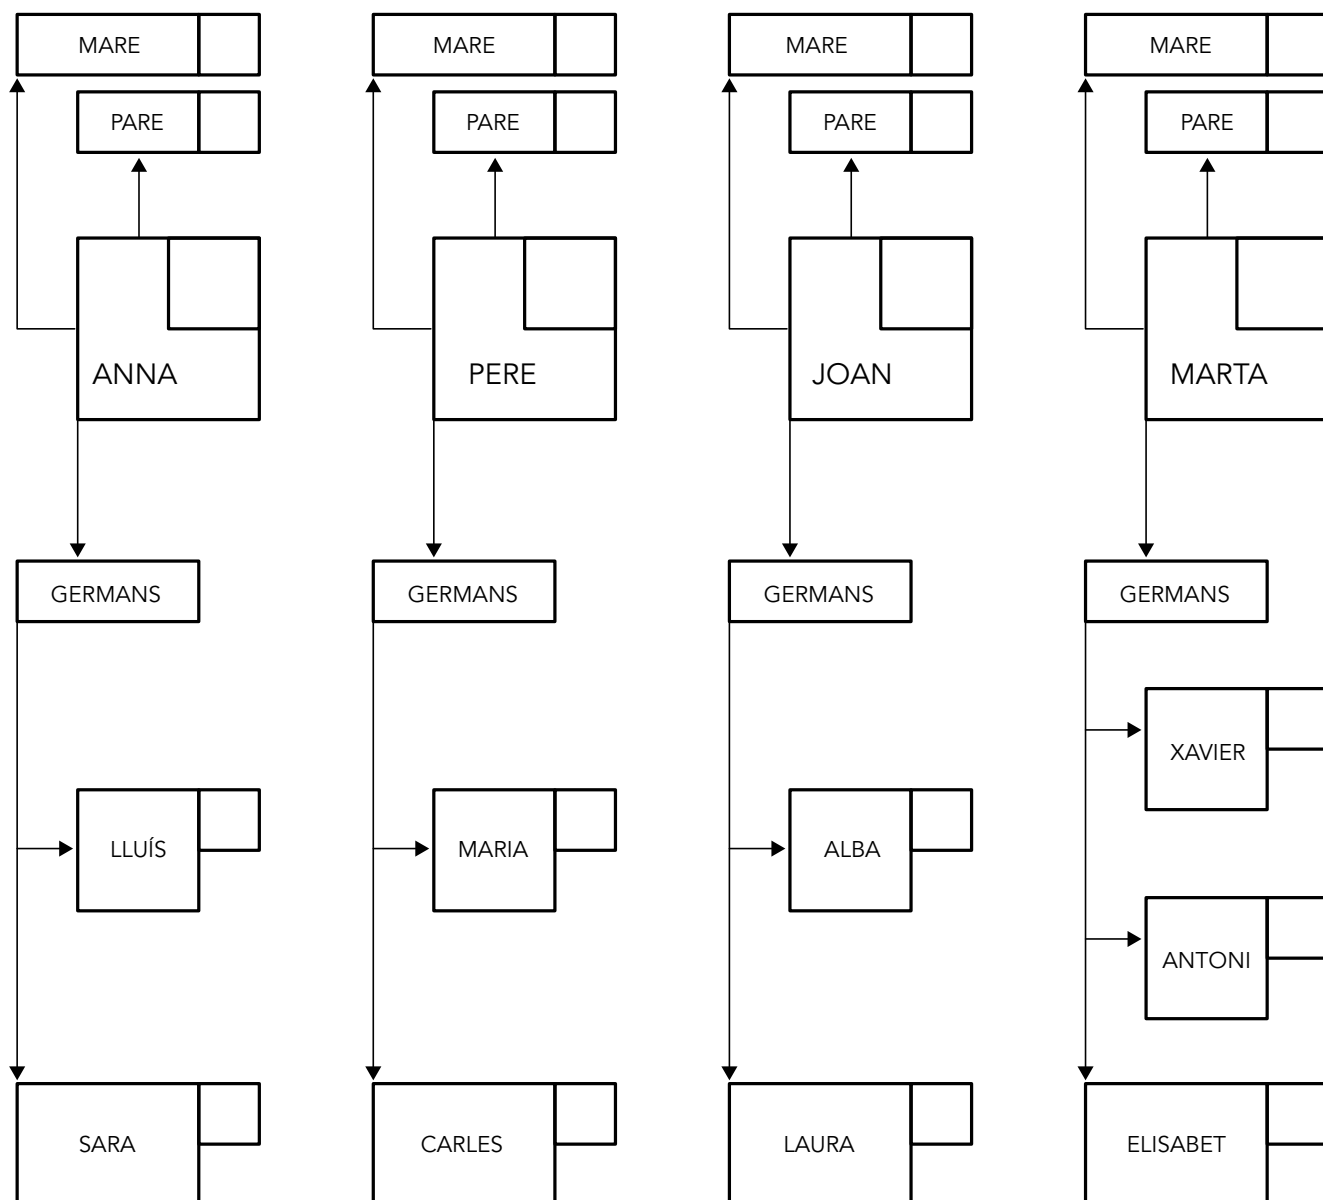 MARE
PARE
ANNA
GERMANS
LLUÍS
SARA
MARE
PARE
PERE
GERMANS
MARIA
CARLES
MARE
PARE
JOAN
GERMANS
ALBA
LAURA
MARE
PARE
MARTA
GERMANS
XAVIER
ANTONI
ELISABET